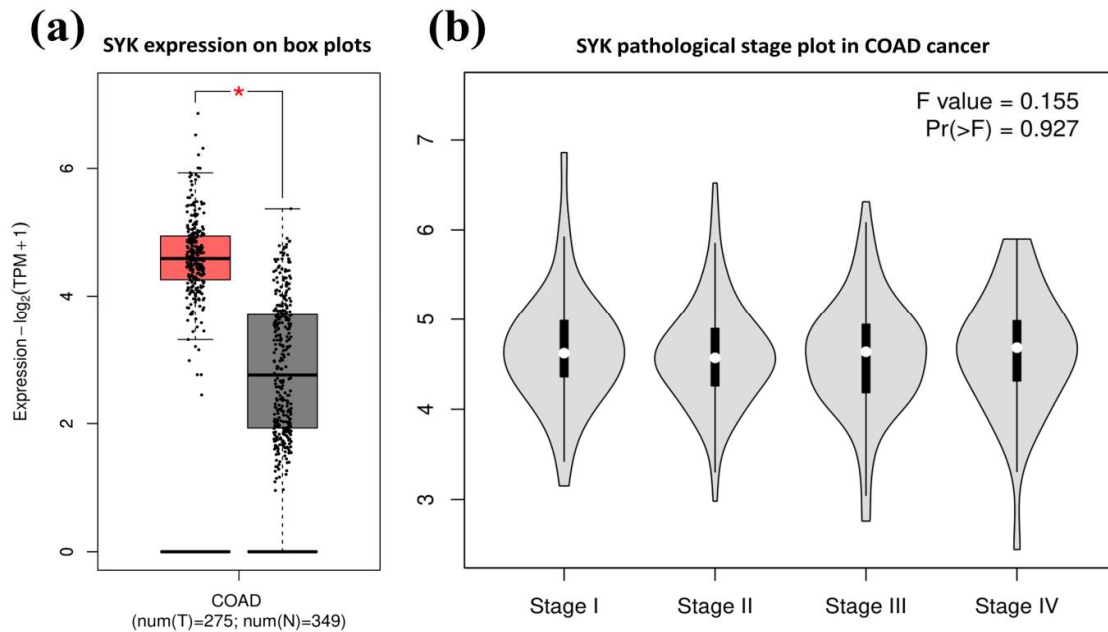 (a)
SYK expression on box plots
*
Expression − log2(TPM + 1)
6
4
2
0
COAD
(num(T)=275; num(N)=349)
(b)
SYK pathological stage plot in COAD cancer
F value = 0.155
Pr(>F) = 0.927
7
6
5
4
3
Stage I
Stage II
Stage III
Stage IV